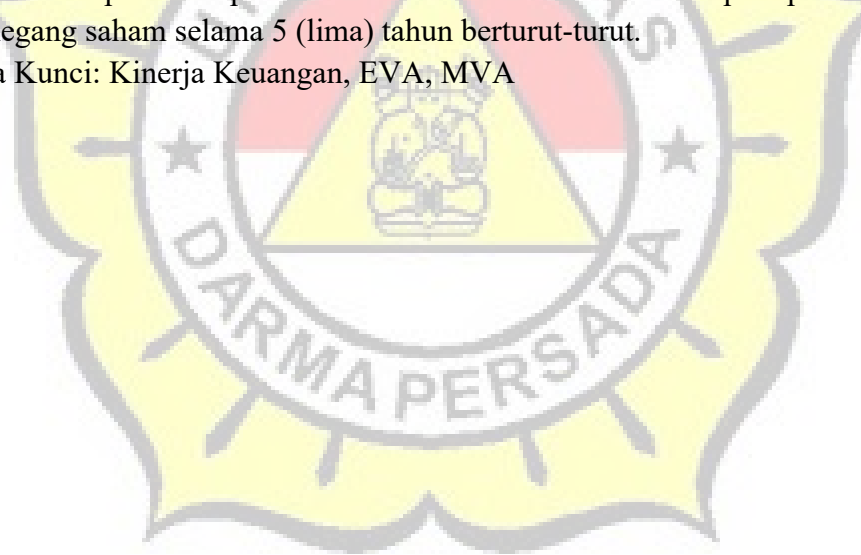 egang saham selama 5 (lima) tahun berturut-turut.
a Kunci: Kinerja Keuangan, EVA, MVA
DARMA PERSADA